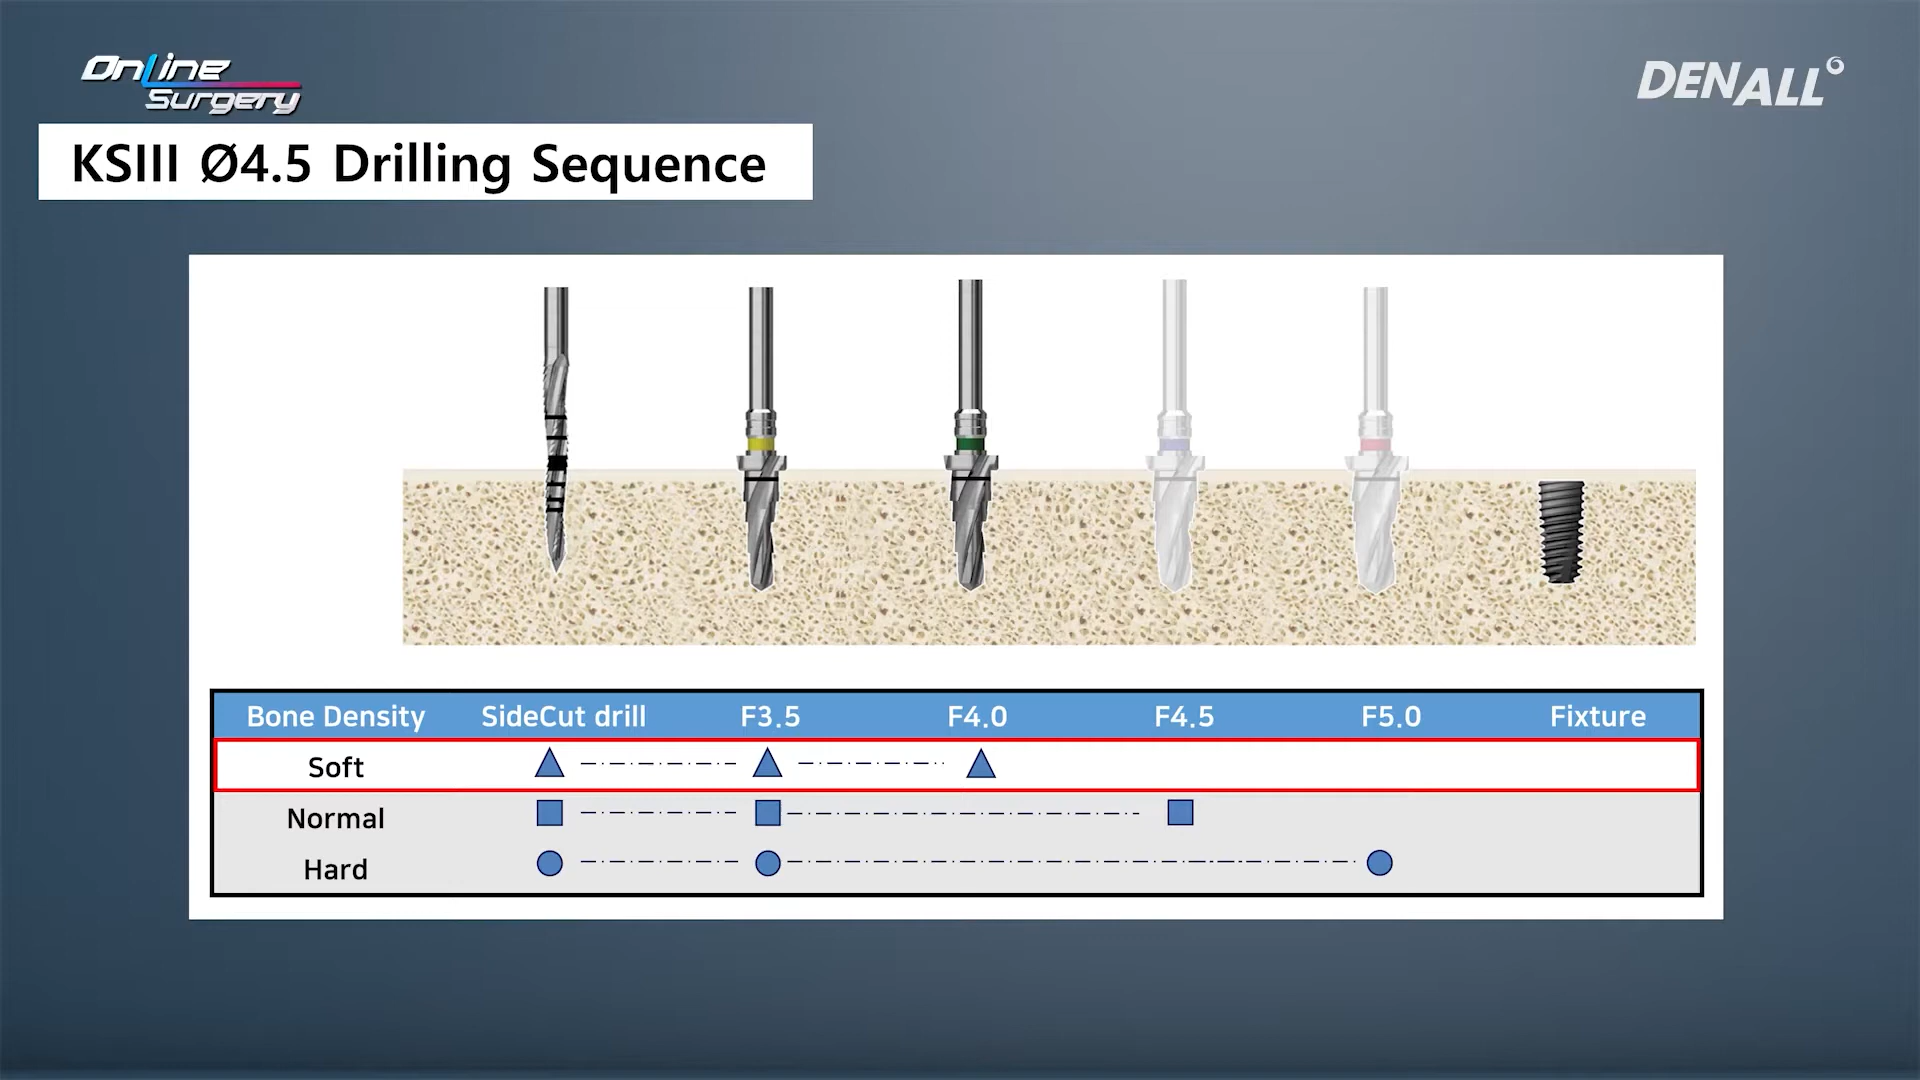 OnLine
Surgery
DENALL
KSIII Ø4.5 Drilling Sequence
Bone Density SideCut drill F3.5 F4.0 F4.5 F5.0 Fixture
Soft
Normal
Hard